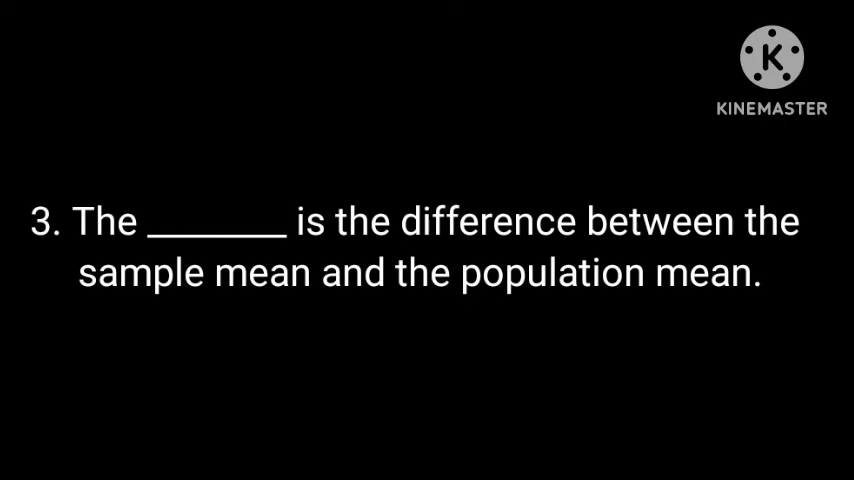 KINEMASTER
3. The _______ is the difference between the
sample mean and the population mean.